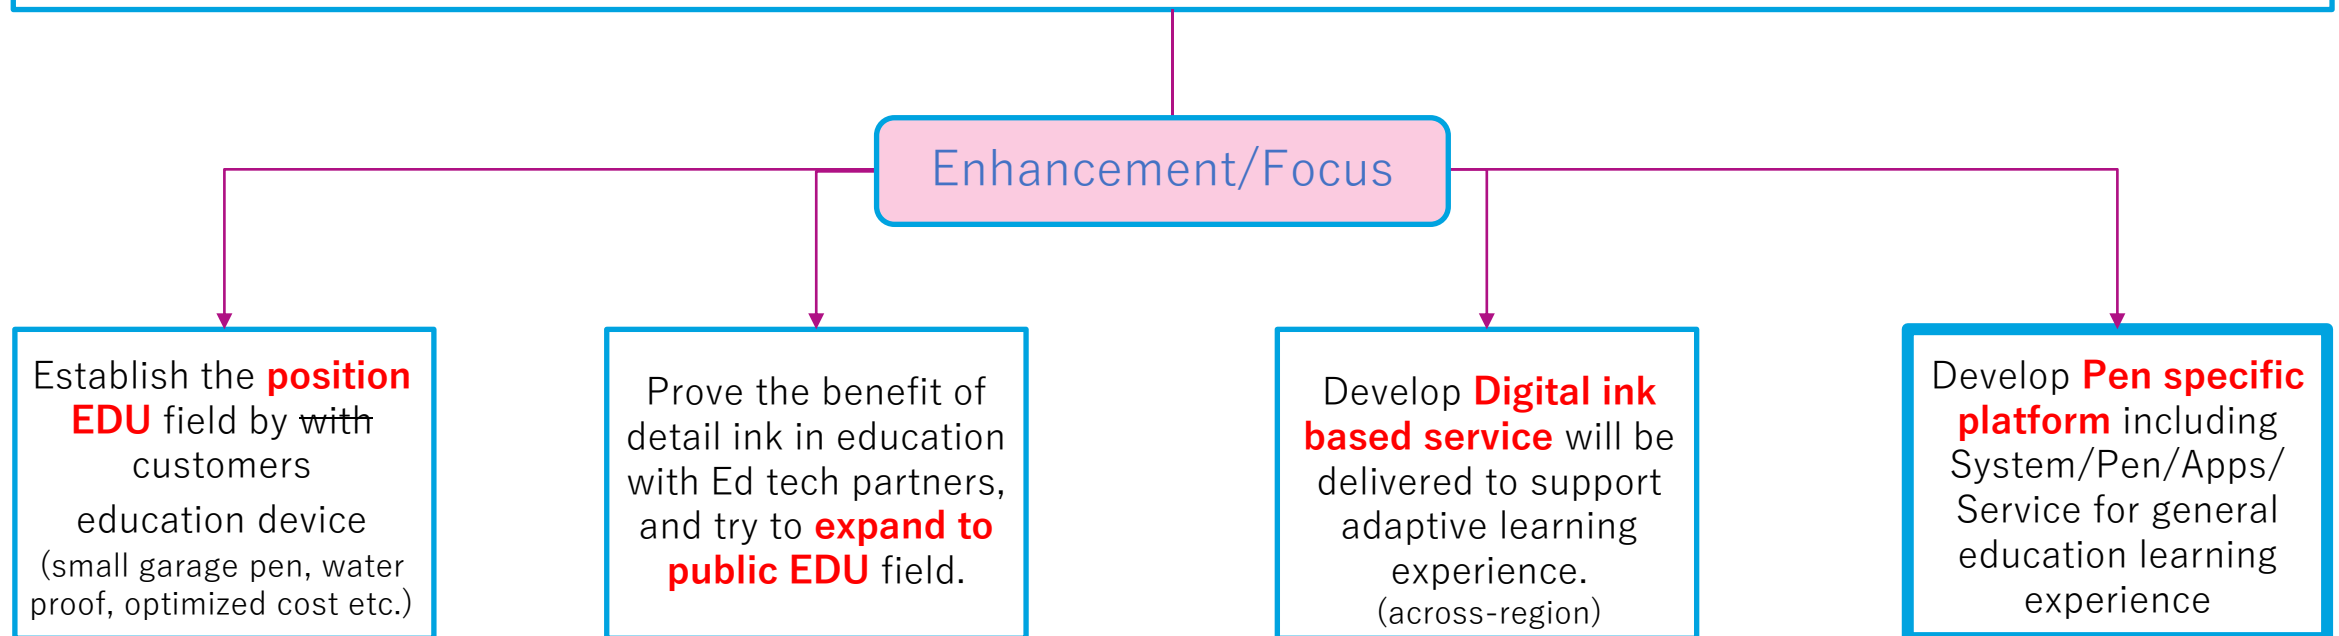 Enhancement/Focus
Establish the position
EDU field by with
customers
education device
(small garage pen, water
proof, optimized cost etc.)
Prove the benefit of
detail ink in education
with Ed tech partners,
and try to expand to
public EDU field.
Develop Digital ink
based service will be
delivered to support
adaptive learning
experience.
(across-region)
Develop Pen specific
platform including
System/Pen/Apps/
Service for general
education learning
experience